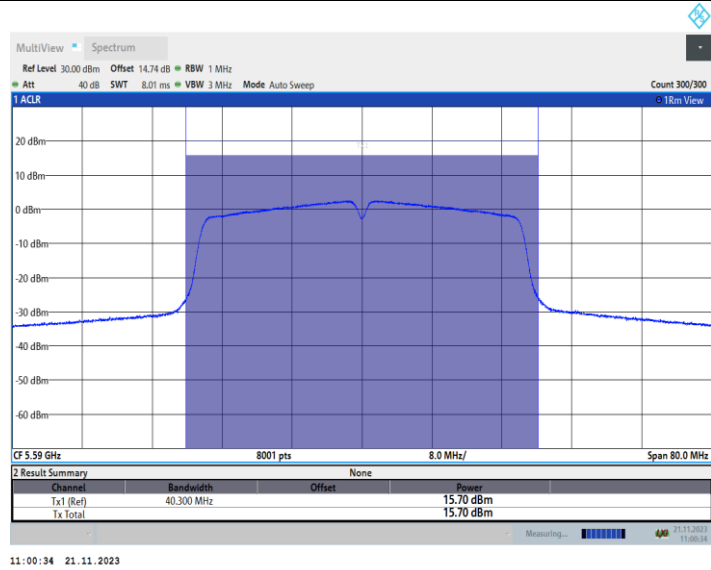 R&S
MultiView Spectrum
Ref Level 30.00 dBm Offset 14.74 dB RBW 1 MHz
Att 40 dB SWT 8.01 ms VBW 3 MHz Mode Auto Sweep Count 300/300
1 ACLR 1Rm View
20 dBm
10 dBm
0 dBm
-10 dBm
-20 dBm
-30 dBm
-40 dBm
-50 dBm
-60 dBm
CF 5.59 GHz 8001 pts 8.0 MHz/ Span 80.0 MHz
2 Result Summary None
Channel Bandwidth Offset Power
Tx1 (Ref) 40.300 MHz 15.70 dBm
Tx Total 15.70 dBm
Measuring... 21.11.2023
11:00:34
11:00:34 21.11.2023